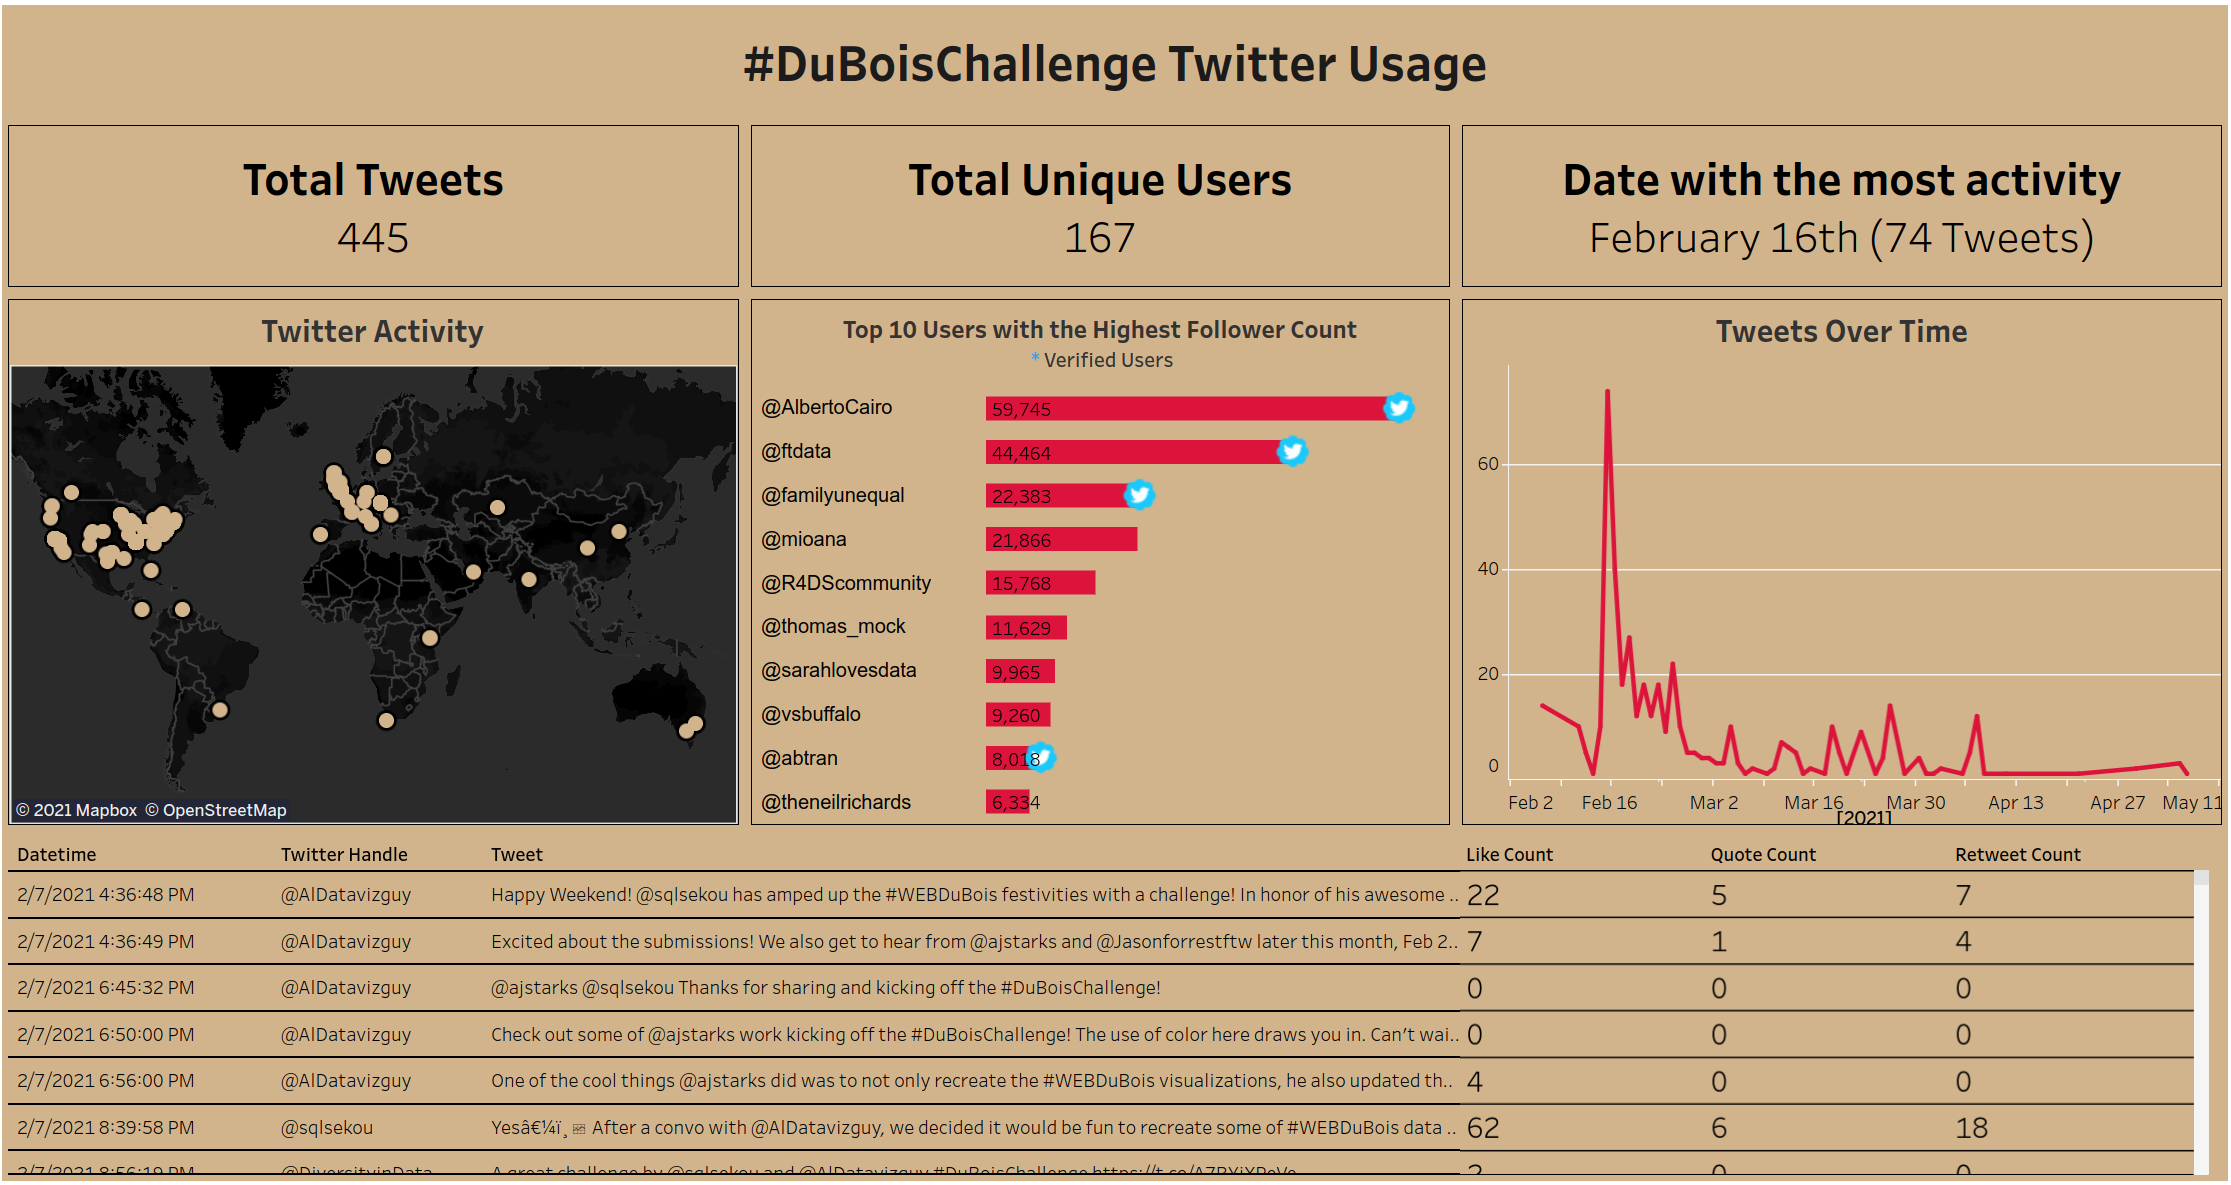 #DuBoisChallenge Twitter Usage
Total Tweets
445
Total Unique Users
167
Date with the most activity
February 16th (74 Tweets)
Twitter Activity
© 2021 Mapbox © OpenStreetMap
Top 10 Users with the Highest Follower Count
* Verified Users
@AlbertoCairo 59,745
@ftdata 44,464
@familyunequal 22,383
@mioana 21,866
@R4DScommunity 15,768
@thomas_mock 11,629
@sarahlovesdata 9,965
@vsbuffalo 9,260
@abtran 8,018
@theneilrichards 6,334
Tweets Over Time
60
40
20
0
Feb 2 Feb 16 Mar 2 Mar 16 Mar 30 Apr 13 Apr 27 May 11
[2021]
Datetime Twitter Handle Tweet Like Count Quote Count Retweet Count
2/7/2021 4:36:48 PM @AlDatavizguy Happy Weekend! @sqlsekou has amped up the #WEBDuBois festivities with a challenge! In honor of his awesome .. 22 5 7
2/7/2021 4:36:49 PM @AlDatavizguy Excited about the submissions! We also get to hear from @ajstarks and @Jasonforrestftw later this month, Feb 2.. 7 1 4
2/7/2021 6:45:32 PM @AlDatavizguy @ajstarks @sqlsekou Thanks for sharing and kicking off the #DuBoisChallenge! 0 0 0
2/7/2021 6:50:00 PM @AlDatavizguy Check out some of @ajstarks work kicking off the #DuBoisChallenge! The use of color here draws you in. Can’t wai.. 0 0 0
2/7/2021 6:56:00 PM @AlDatavizguy One of the cool things @ajstarks did was to not only recreate the #WEBDuBois visualizations, he also updated th.. 4 0 0
2/7/2021 8:39:58 PM @sqlsekou Yesâ€¼ï¸ After a convo with @AlDatavizguy, we decided it would be fun to recreate some of #WEBDuBois data .. 62 6 18
2/7/2021 8:56:19 PM @DiversityinData A great challenge by @sqlsekou and @AlDatavizguy #DuBoisChallenge 2 0 0